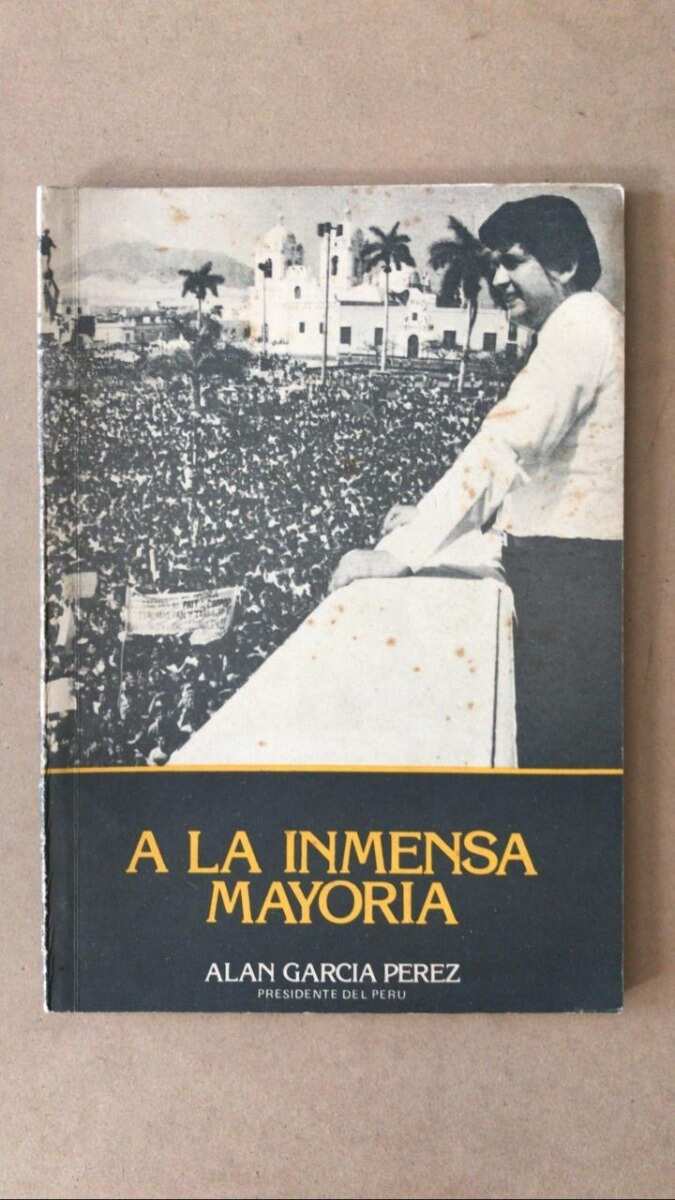 A LA INMENSA
MAYORIA
ALAN GARCIA PEREZ
PRESIDENTE DEL PERU